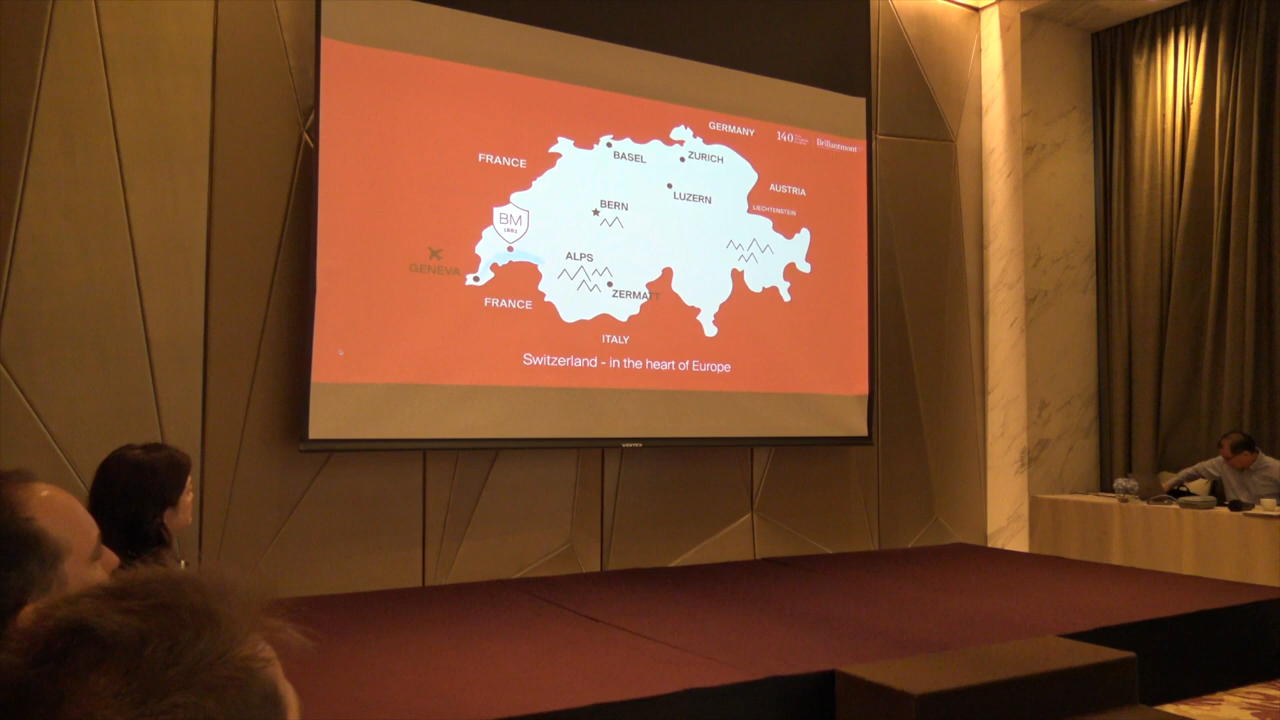 GERMANY
140
Brillantmont
FRANCE
BASEL
ZURICH
AUSTRIA
LUZERN
LIECHTENSTEIN
BERN
BM
1882
ALPS
GENEVA
ZERMATT
FRANCE
ITALY
Switzerland - in the heart of Europe